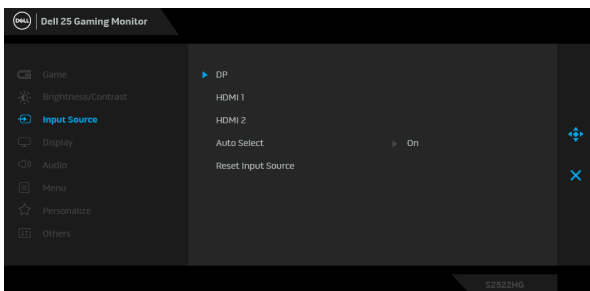 DELL Dell 25 Gaming Monitor
Game
Brightness/Contrast
Input Source
Display
Audio
Menu
Personalize
Others
DP
HDMI 1
HDMI 2
Auto Select On
Reset Input Source
S2522HG